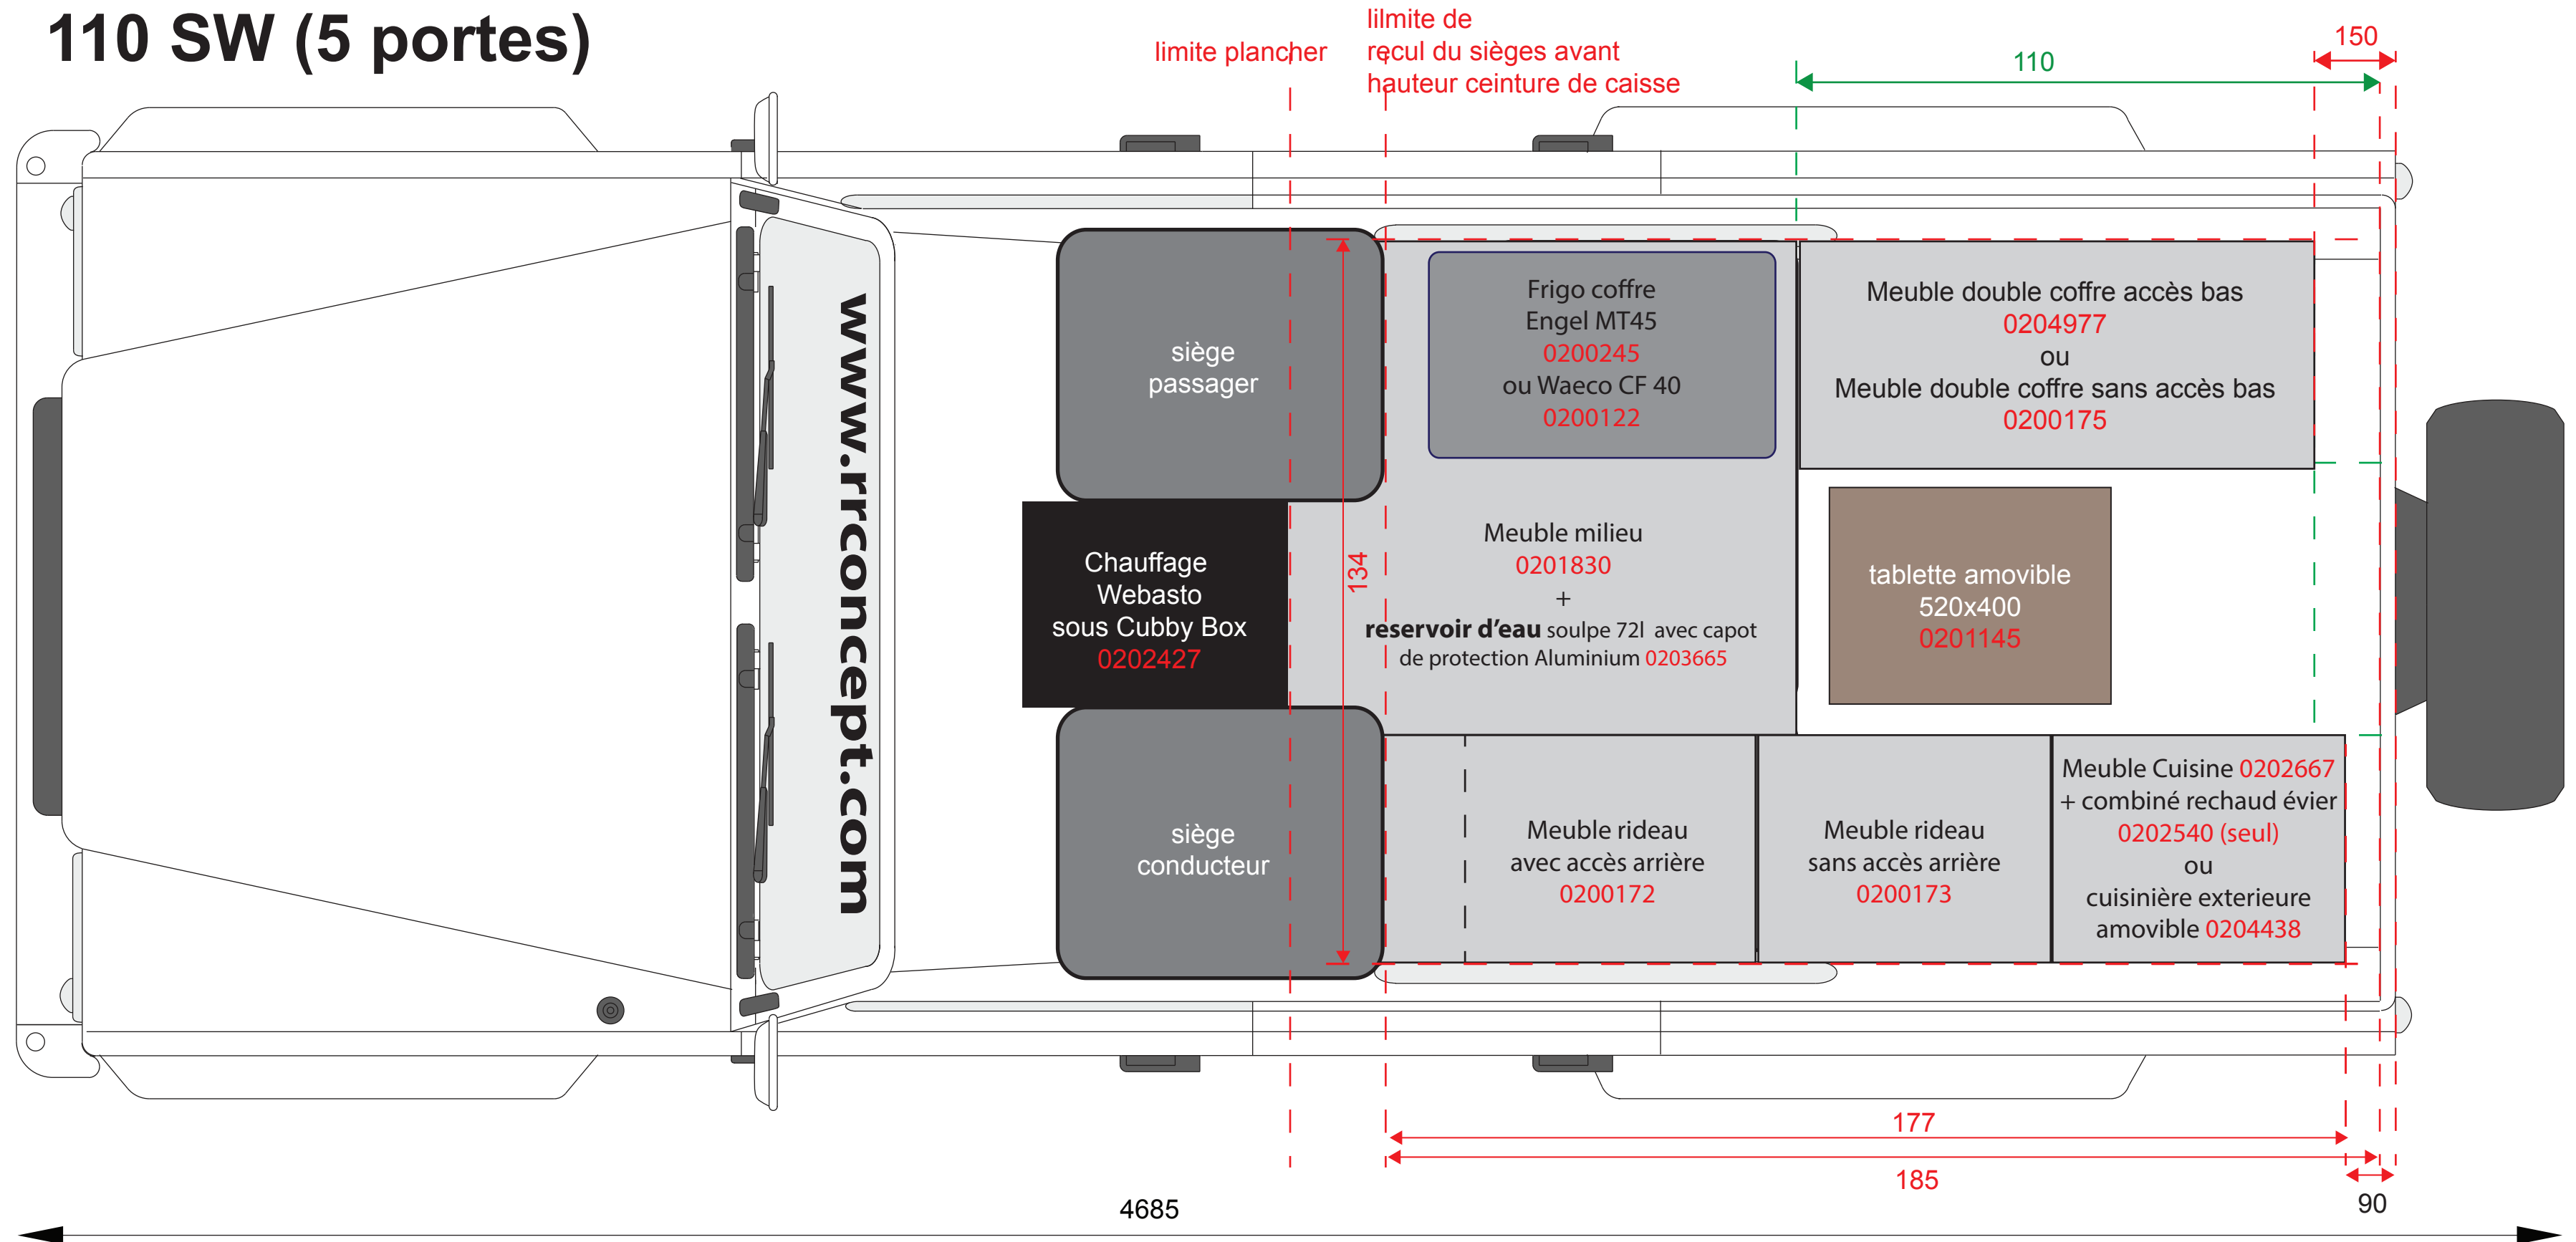 110 SW (5 portes)
limite plancher
lilmite de
reçul du sièges avant
hauteur ceinture de caisse
110
150
www.rrconcept.com
siège
passager
Frigo coffre
Engel MT45
0200245
ou Waeco CF 40
0200122
Meuble double coffre accès bas
0204977
ou
Meuble double coffre sans accès bas
0200175
Chauffage
Webasto
sous Cubby Box
0202427
134
Meuble milieu
0201830
+
reservoir d'eau soulpe 72l avec capot
de protection Aluminium 0203665
tablette amovible
520x400
0201145
siège
conducteur
Meuble rideau
avec accès arrière
0200172
Meuble rideau
sans accès arrière
0200173
Meuble Cuisine 0202667
+ combiné rechaud évier
0202540 (seul)
ou
cuisinière exterieure
amovible 0204438
177
185
90
4685